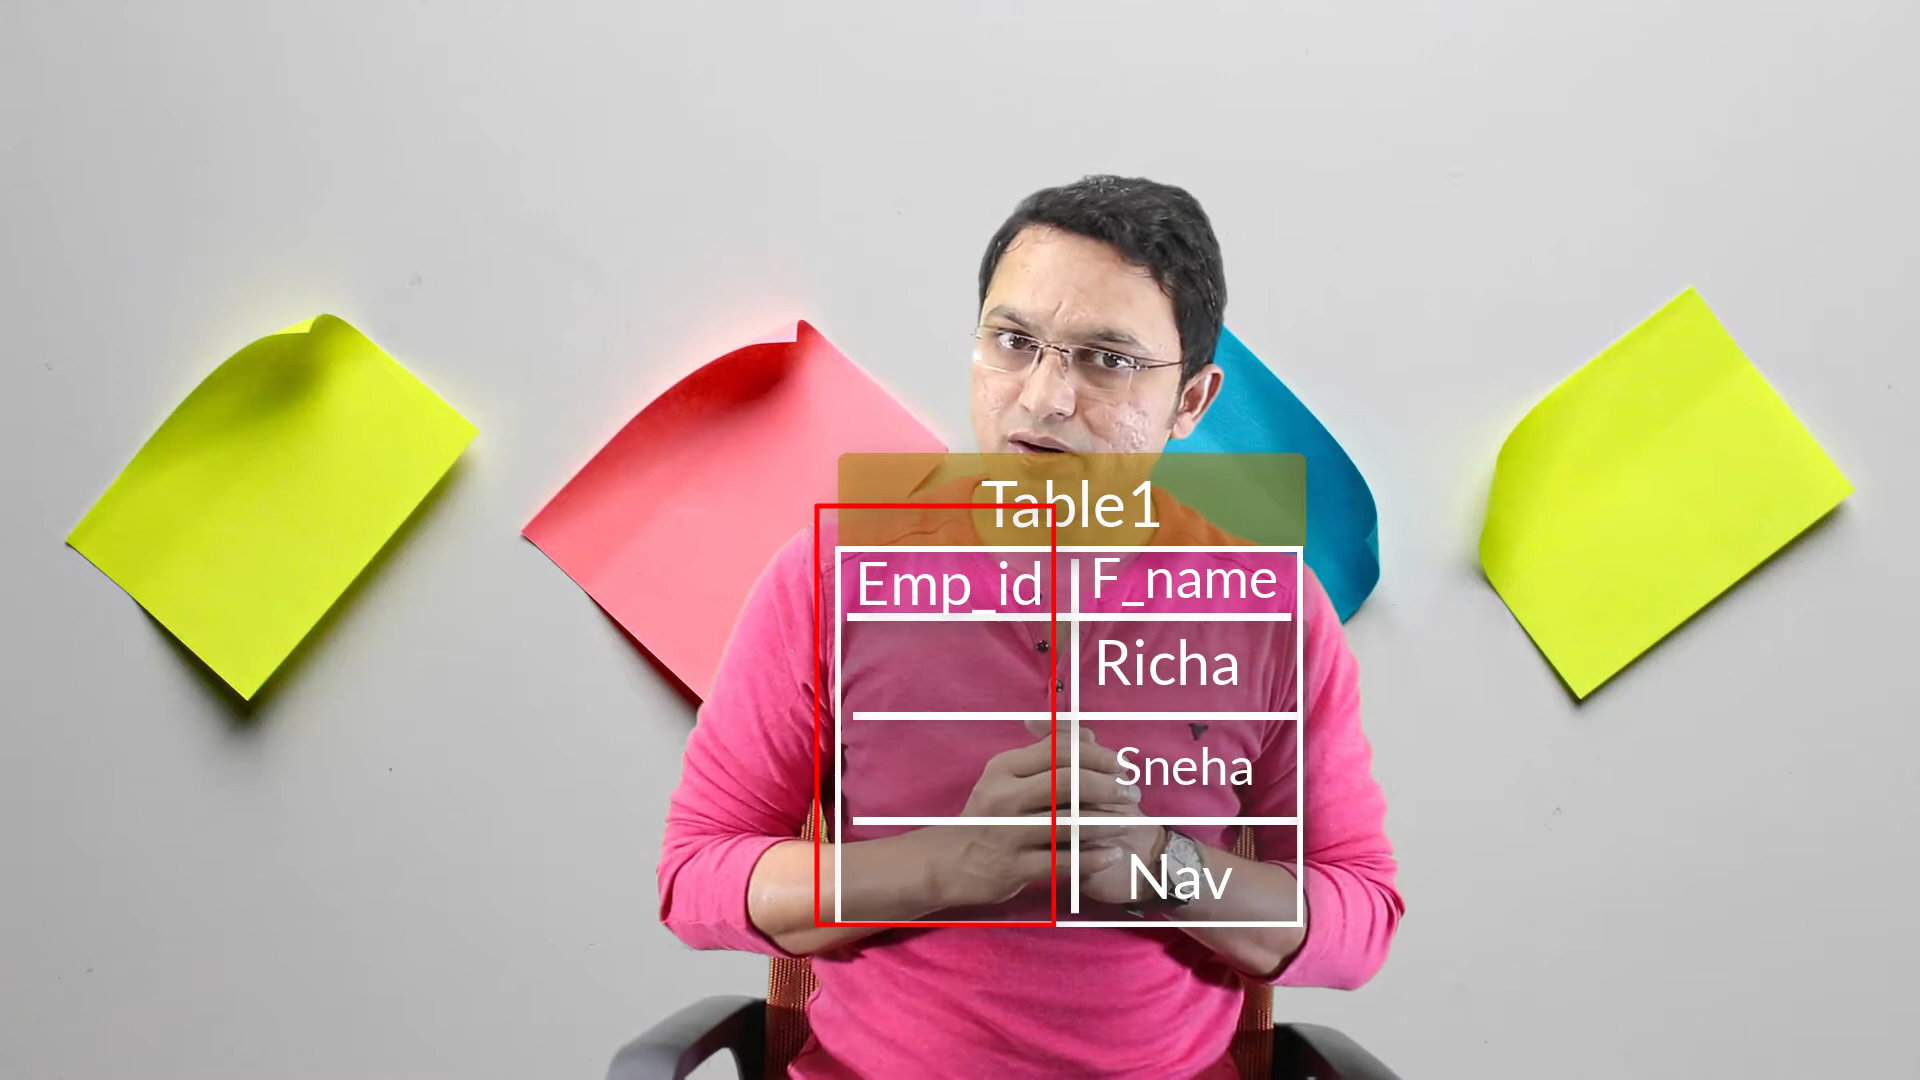 Table1
Emp_id F_name
Richa
Sneha
Nav